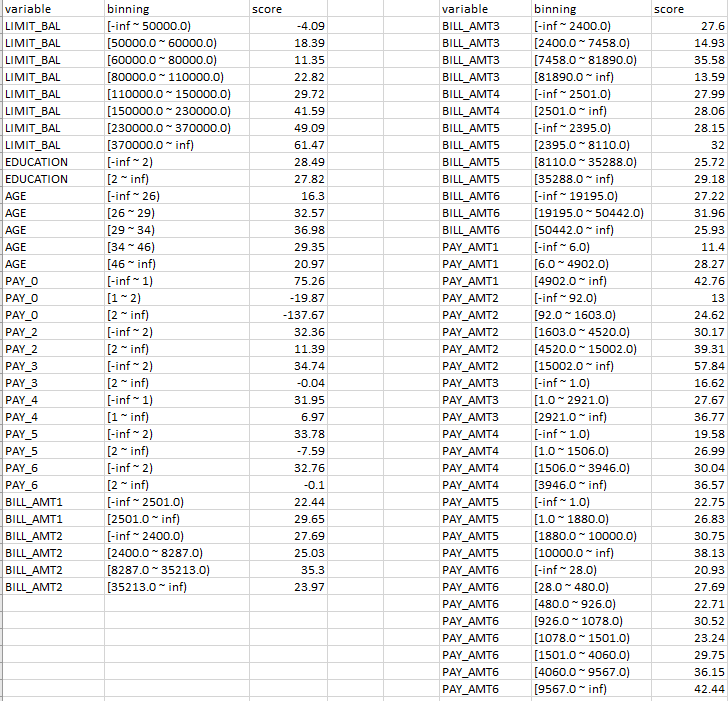 variable binning score variable binning score
LIMIT_BAL [-inf ~ 50000.0) -4.09 BILL_AMT3 [-inf ~ 2400.0) 27.6
LIMIT_BAL [50000.0 ~ 60000.0) 18.39 BILL_AMT3 [2400.0 ~ 7458.0) 14.93
LIMIT_BAL [60000.0 ~ 80000.0) 11.35 BILL_AMT3 [7458.0 ~ 81890.0) 35.58
LIMIT_BAL [80000.0 ~ 110000.0) 22.82 BILL_AMT3 [81890.0 ~ inf) 13.59
LIMIT_BAL [110000.0 ~ 150000.0) 29.72 BILL_AMT4 [-inf ~ 2501.0) 27.99
LIMIT_BAL [150000.0 ~ 230000.0) 41.59 BILL_AMT4 [2501.0 ~ inf) 28.06
LIMIT_BAL [230000.0 ~ 370000.0) 49.09 BILL_AMT5 [-inf ~ 2395.0) 28.15
LIMIT_BAL [370000.0 ~ inf) 61.47 BILL_AMT5 [2395.0 ~ 8110.0) 32
EDUCATION [-inf ~ 2) 28.49 BILL_AMT5 [8110.0 ~ 35288.0) 25.72
EDUCATION [2 ~ inf) 27.82 BILL_AMT5 [35288.0 ~ inf) 29.18
AGE [-inf ~ 26) 16.3 BILL_AMT6 [-inf ~ 19195.0) 27.22
AGE [26 ~ 29) 32.57 BILL_AMT6 [19195.0 ~ 50442.0) 31.96
AGE [29 ~ 34) 36.98 BILL_AMT6 [50442.0 ~ inf) 25.93
AGE [34 ~ 46) 29.35 PAY_AMT1 [-inf ~ 6.0) 11.4
AGE [46 ~ inf) 20.97 PAY_AMT1 [6.0 ~ 4902.0) 28.27
PAY_0 [-inf ~ 1) 75.26 PAY_AMT1 [4902.0 ~ inf) 42.76
PAY_0 [1 ~ 2) -19.87 PAY_AMT2 [-inf ~ 92.0) 13
PAY_0 [2 ~ inf) -137.67 PAY_AMT2 [92.0 ~ 1603.0) 24.62
PAY_2 [-inf ~ 2) 32.36 PAY_AMT2 [1603.0 ~ 4520.0) 30.17
PAY_2 [2 ~ inf) 11.39 PAY_AMT2 [4520.0 ~ 15002.0) 39.31
PAY_3 [-inf ~ 2) 34.74 PAY_AMT2 [15002.0 ~ inf) 57.84
PAY_3 [2 ~ inf) -0.04 PAY_AMT3 [-inf ~ 1.0) 16.62
PAY_4 [-inf ~ 1) 31.95 PAY_AMT3 [1.0 ~ 2921.0) 27.67
PAY_4 [1 ~ inf) 6.97 PAY_AMT3 [2921.0 ~ inf) 36.77
PAY_5 [-inf ~ 2) 33.78 PAY_AMT4 [-inf ~ 1.0) 19.58
PAY_5 [2 ~ inf) -7.59 PAY_AMT4 [1.0 ~ 1506.0) 26.99
PAY_6 [-inf ~ 2) 32.76 PAY_AMT4 [1506.0 ~ 3946.0) 30.04
PAY_6 [2 ~ inf) -0.1 PAY_AMT4 [3946.0 ~ inf) 36.57
BILL_AMT1 [-inf ~ 2501.0) 22.44 PAY_AMT5 [-inf ~ 1.0) 22.75
BILL_AMT1 [2501.0 ~ inf) 29.65 PAY_AMT5 [1.0 ~ 1880.0) 26.83
BILL_AMT2 [-inf ~ 2400.0) 27.69 PAY_AMT5 [1880.0 ~ 10000.0) 30.75
BILL_AMT2 [2400.0 ~ 8287.0) 25.03 PAY_AMT5 [10000.0 ~ inf) 38.13
BILL_AMT2 [8287.0 ~ 35213.0) 35.3 PAY_AMT6 [-inf ~ 28.0) 20.93
BILL_AMT2 [35213.0 ~ inf) 23.97 PAY_AMT6 [28.0 ~ 480.0) 27.69
PAY_AMT6 [480.0 ~ 926.0) 22.71
PAY_AMT6 [926.0 ~ 1078.0) 30.52
PAY_AMT6 [1078.0 ~ 1501.0) 23.24
PAY_AMT6 [1501.0 ~ 4060.0) 29.75
PAY_AMT6 [4060.0 ~ 9567.0) 36.15
PAY_AMT6 [9567.0 ~ inf) 42.44